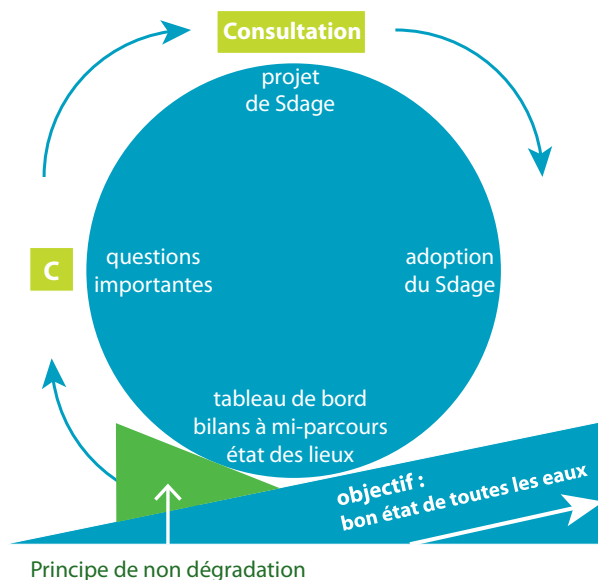 Consultation
projet
de Sdage
C
questions
importantes
adoption
du Sdage
tableau de bord
bilans à mi-parcours
état des lieux
objectif :
bon état de toutes les eaux
Principe de non dégradation